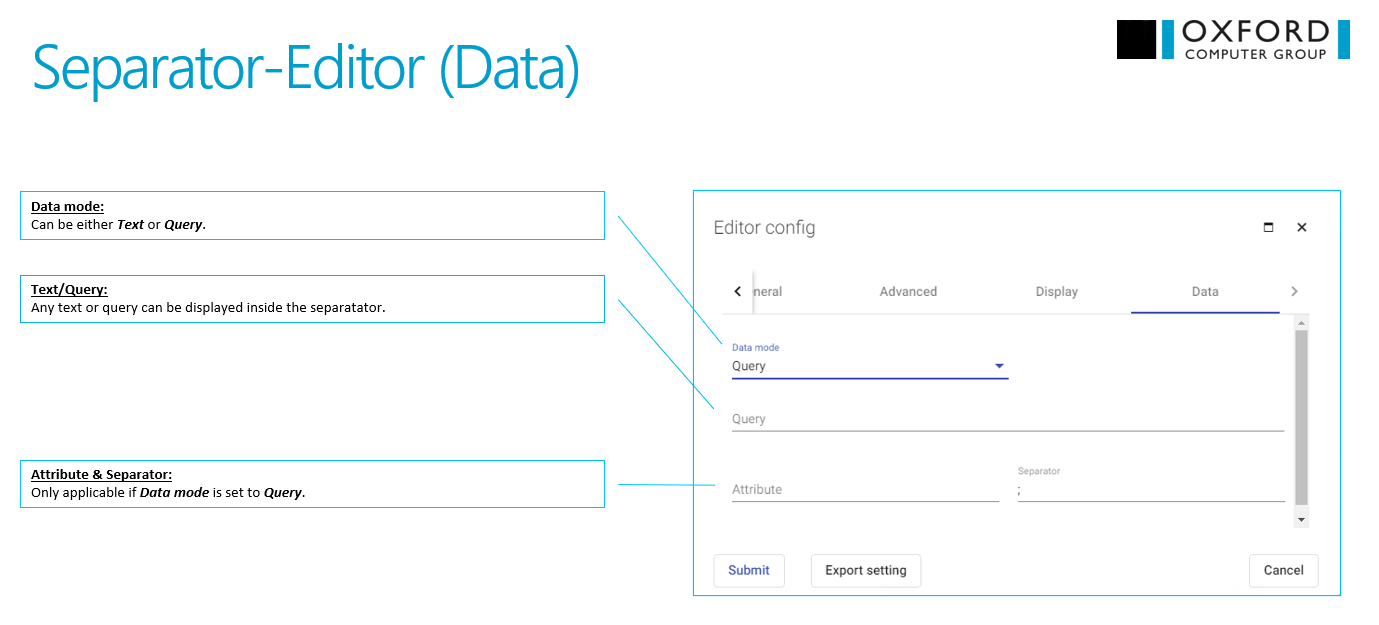 Separator-Editor (Data)
OXFORD
COMPUTER GROUP
Data mode:
Can be either Text or Query.
Text/Query:
Any text or query can be displayed inside the separatator.
Attribute & Separator:
Only applicable if Data mode is set to Query.
Editor config
neral Advanced Display Data
Data mode
Query
Query
Separator
Attribute ;
Submit Export setting Cancel